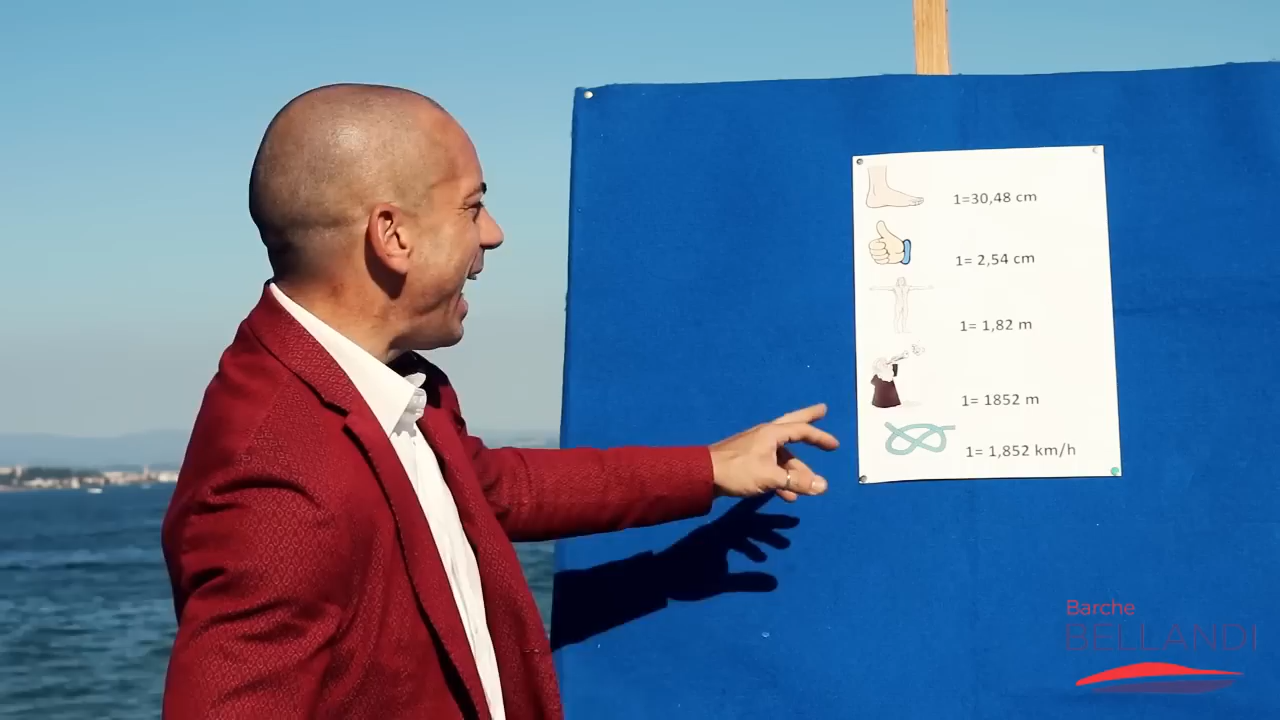 1=30,48 cm
1= 2,54 cm
1= 1,82 m
1= 1852 m
1= 1,852 km/h
Barche
BELLANDI